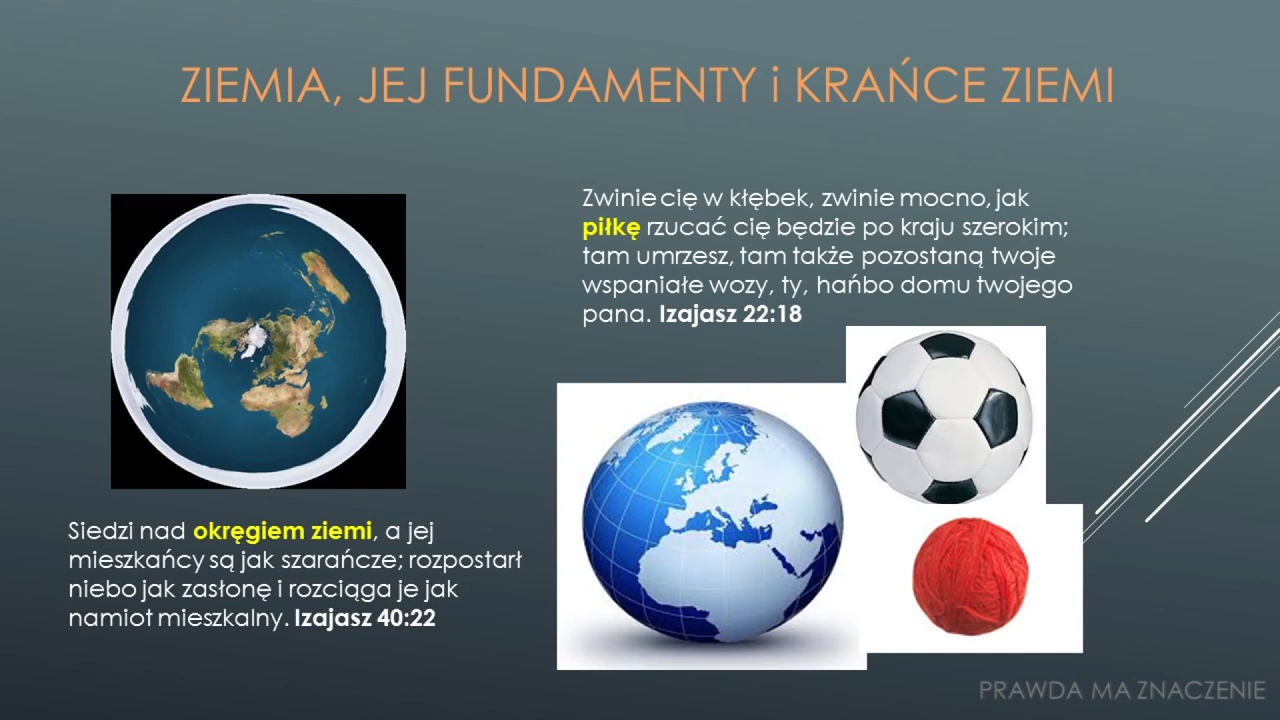 ZIEMIA, JEJ FUNDAMENTY i KRAŃCE ZIEMI
Zwinie cię w kłębek, zwinie mocno, jak
piłkę rzucać cię będzie po kraju szerokim;
tam umrzesz, tam także pozostaną twoje
wspaniałe wozy, ty, hańbo domu twojego
pana. Izajasz 22:18
Siedzi nad okręgiem ziemi, a jej
mieszkańcy są jak szarańcze; rozpostarł
niebo jak zasłonę i rozciąga je jak
namiot mieszkalny. Izajasz 40:22
PRAWDA MA ZNACZENIE